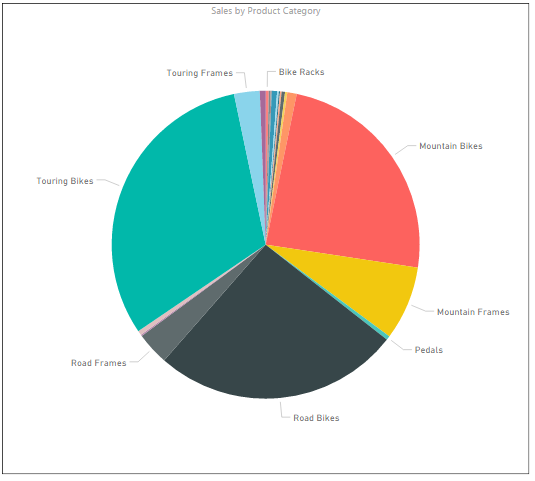 Sales by Product Category
Touring Frames
Bike Racks
Mountain Bikes
Touring Bikes
Mountain Frames
Pedals
Road Frames
Road Bikes